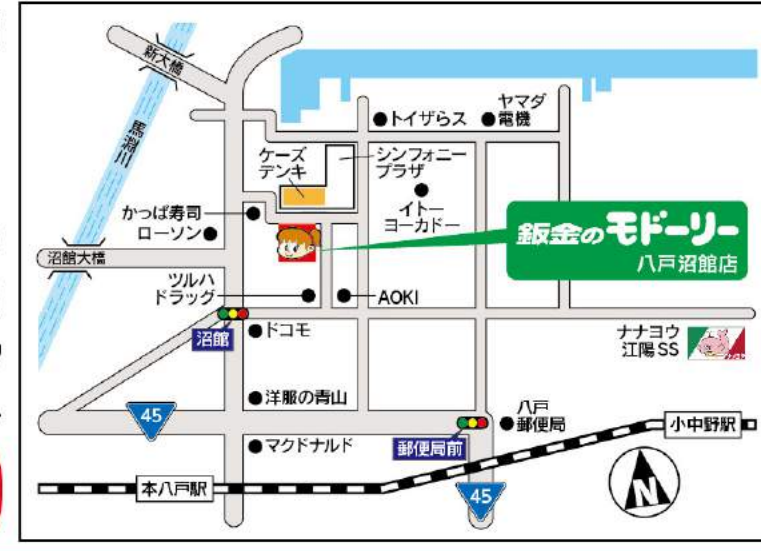 新大橋
馬淵川
トイザらス
ヤマダ
電機
ケーズ
デンキ
シンフォニー
プラザ
かっぱ寿司
ローソン
イトー
ヨーカドー
鈑金のモドーリー
八戸沼館店
沼館大橋
ツルハ
ドラッグ
AOKI
沼館
ドコモ
ナナヨウ
江陽SS
洋服の青山
45
八戸
郵便局
マクドナルド
郵便局前
小中野駅
本八戸駅
45
N